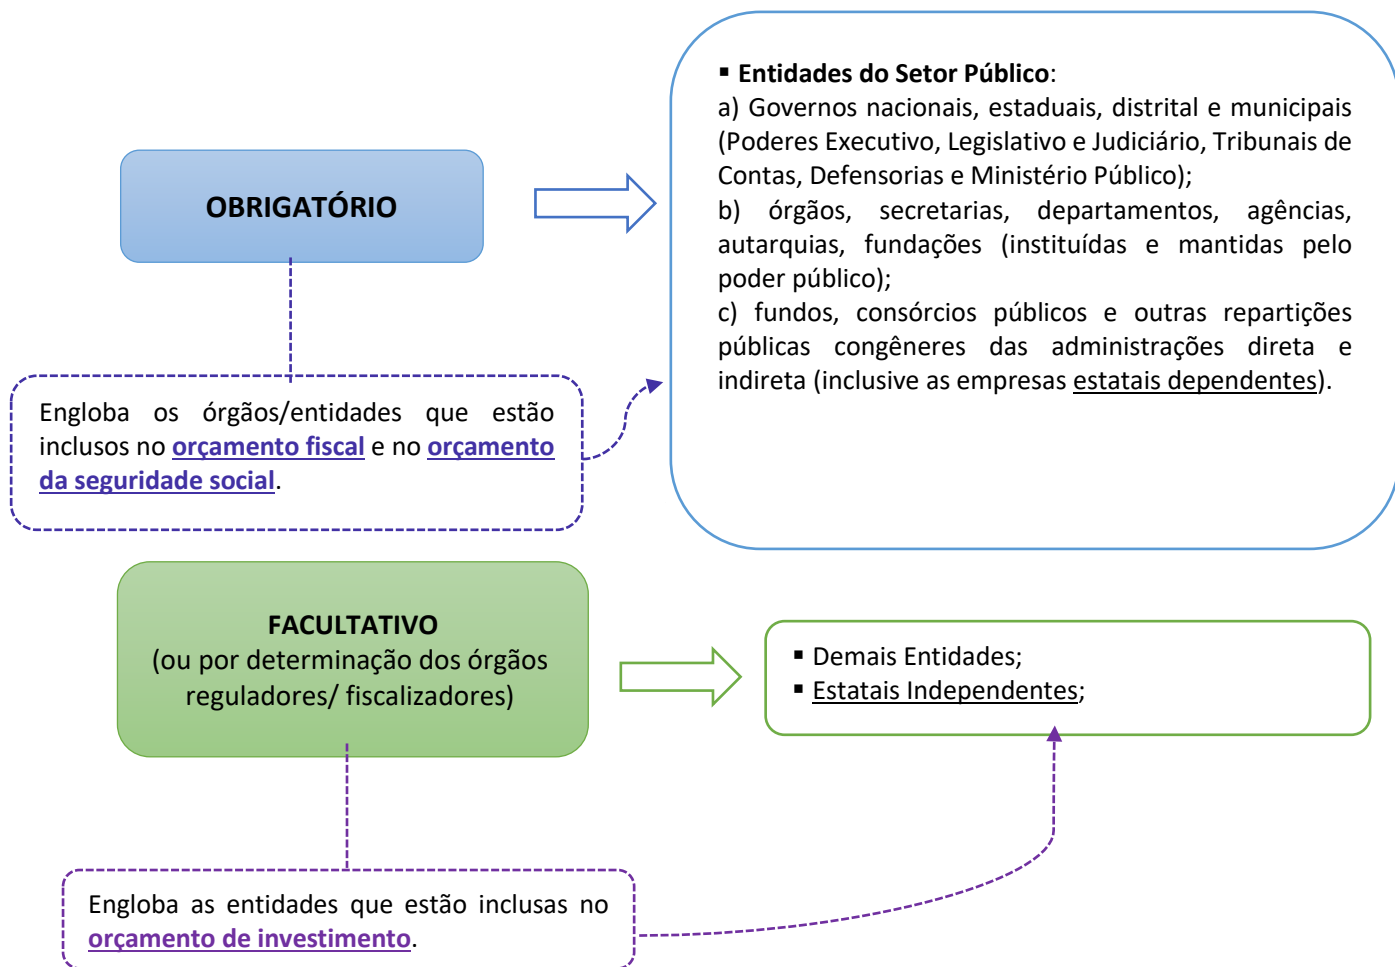 OBRIGATÓRIO
▪ Entidades do Setor Público:
a) Governos nacionais, estaduais, distrital e municipais
(Poderes Executivo, Legislativo e Judiciário, Tribunais de
Contas, Defensorias e Ministério Público);
b) órgãos, secretarias, departamentos, agências,
autarquias, fundações (instituídas e mantidas pelo
poder público);
c) fundos, consórcios públicos e outras repartições
públicas congêneres das administrações direta e
indireta (inclusive as empresas estatais dependentes).
Engloba os órgãos/entidades que estão
inclusos no orçamento fiscal e no orçamento
da seguridade social.
FACULTATIVO
(ou por determinação dos órgãos
reguladores/ fiscalizadores)
▪ Demais Entidades;
▪ Estatais Independentes;
Engloba as entidades que estão inclusas no
orçamento de investimento.